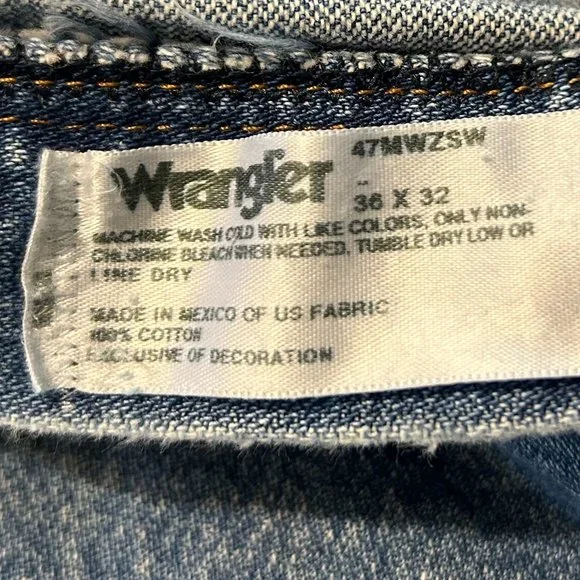 Wrangler
47MWZSW
36 X 32
MACHINE WASH COLD WITH LIKE COLORS, ONLY NON-
CHLORINE BLEACH WHEN NEEDED, TUMBLE DRY LOW OR
LINE DRY
MADE IN MEXICO OF US FABRIC
100% COTTON
EXCLUSIVE OF DECORATION